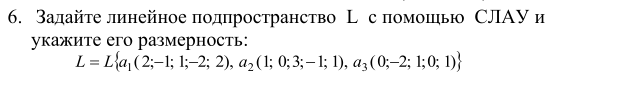 6. Задайте линейное подпространство L с помощью СЛАУ и
укажите его размерность:
L = L{a₁(2;–1; 1;–2; 2), a₂(1; 0;3;–1; 1), a₃(0;–2; 1;0; 1)}